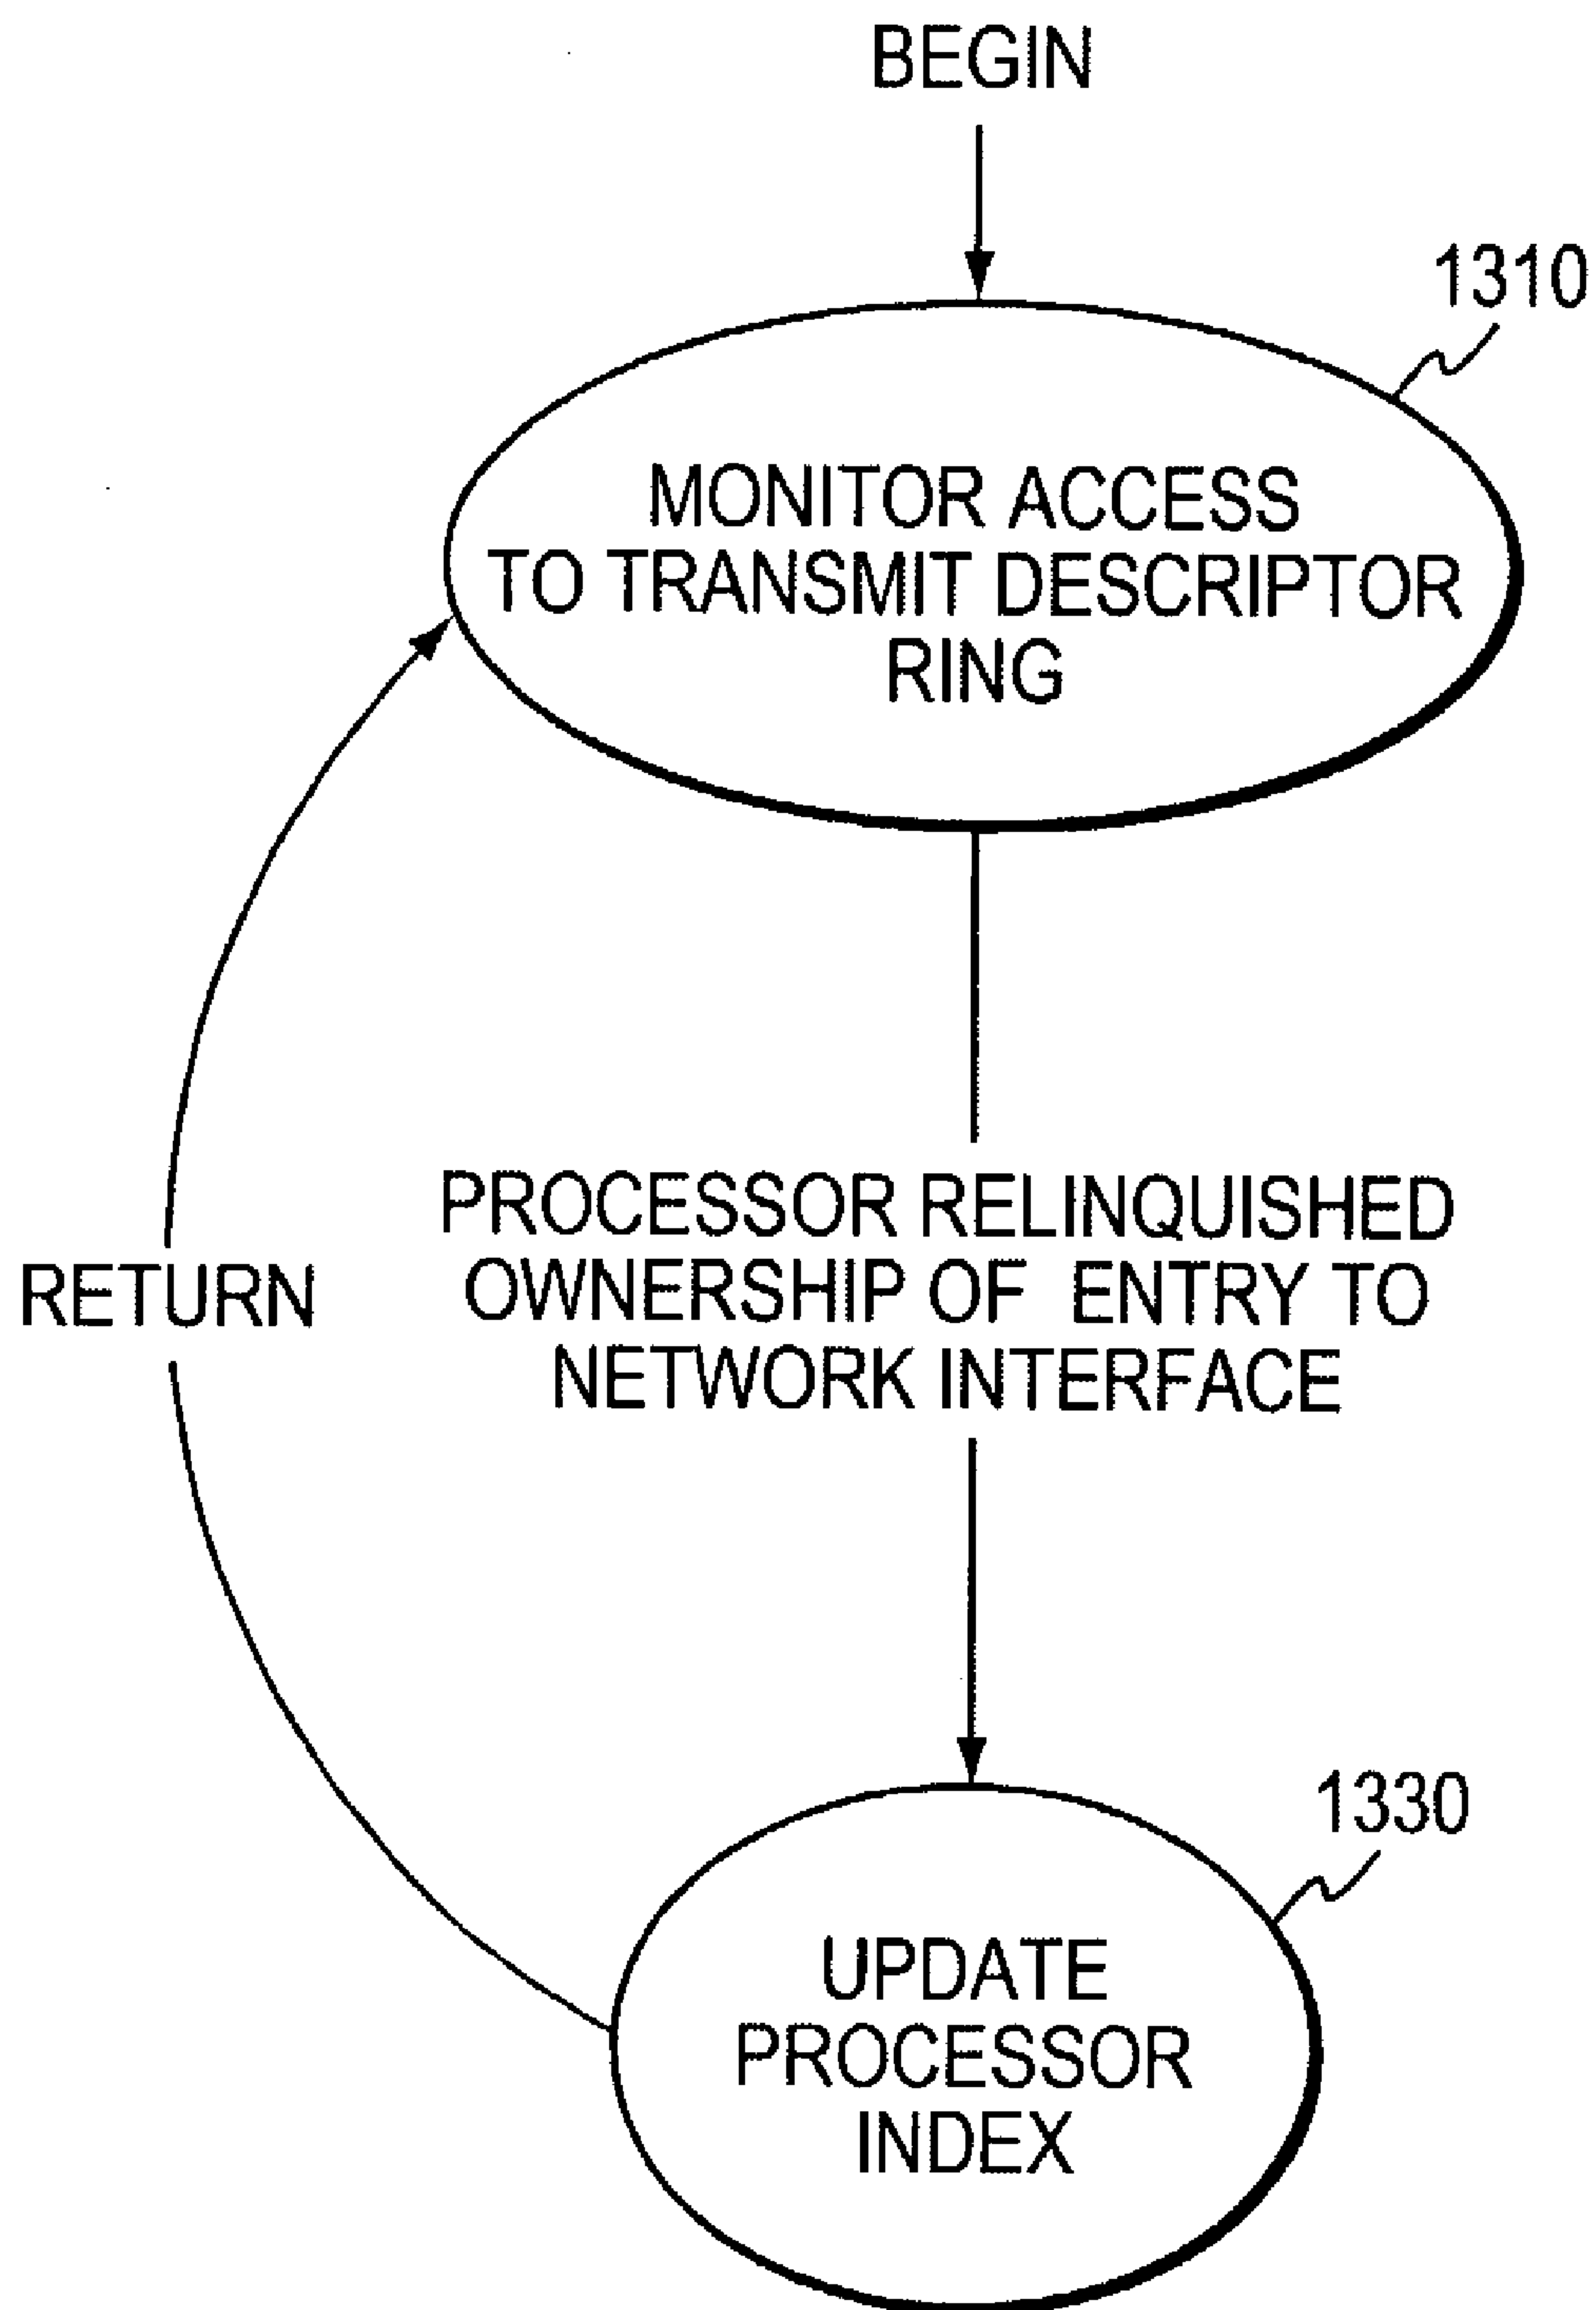 BEGIN
1310
MONITOR ACCESS
TO TRANSMIT DESCRIPTOR
RING
PROCESSOR RELINQUISHED
OWNERSHIP OF ENTRY TO
NETWORK INTERFACE
RETURN
1330
UPDATE
PROCESSOR
INDEX